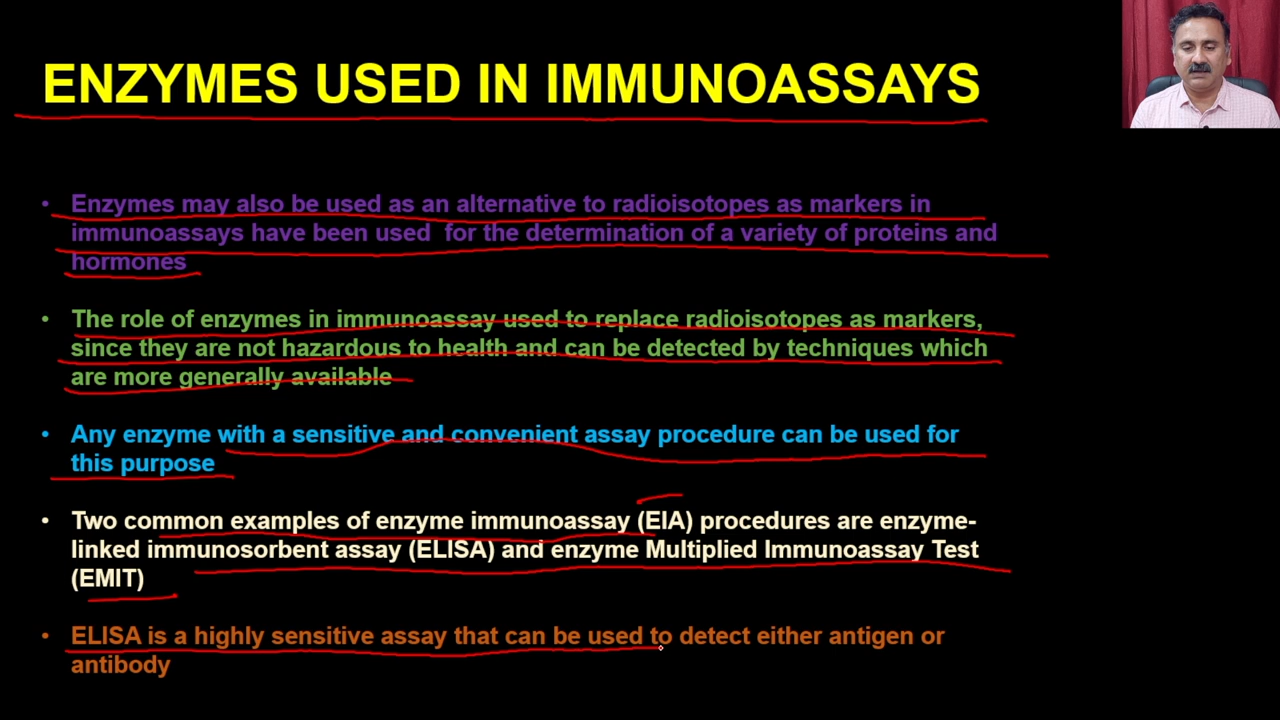 ENZYMES USED IN IMMUNOASSAYS
• Enzymes may also be used as an alternative to radioisotopes as markers in
immunoassays have been used for the determination of a variety of proteins and
hormones
• The role of enzymes in immunoassay used to replace radioisotopes as markers,
since they are not hazardous to health and can be detected by techniques which
are more generally available
• Any enzyme with a sensitive and convenient assay procedure can be used for
this purpose
• Two common examples of enzyme immunoassay (EIA) procedures are enzyme-
linked immunosorbent assay (ELISA) and enzyme Multiplied Immunoassay Test
(EMIT)
• ELISA is a highly sensitive assay that can be used to detect either antigen or
antibody